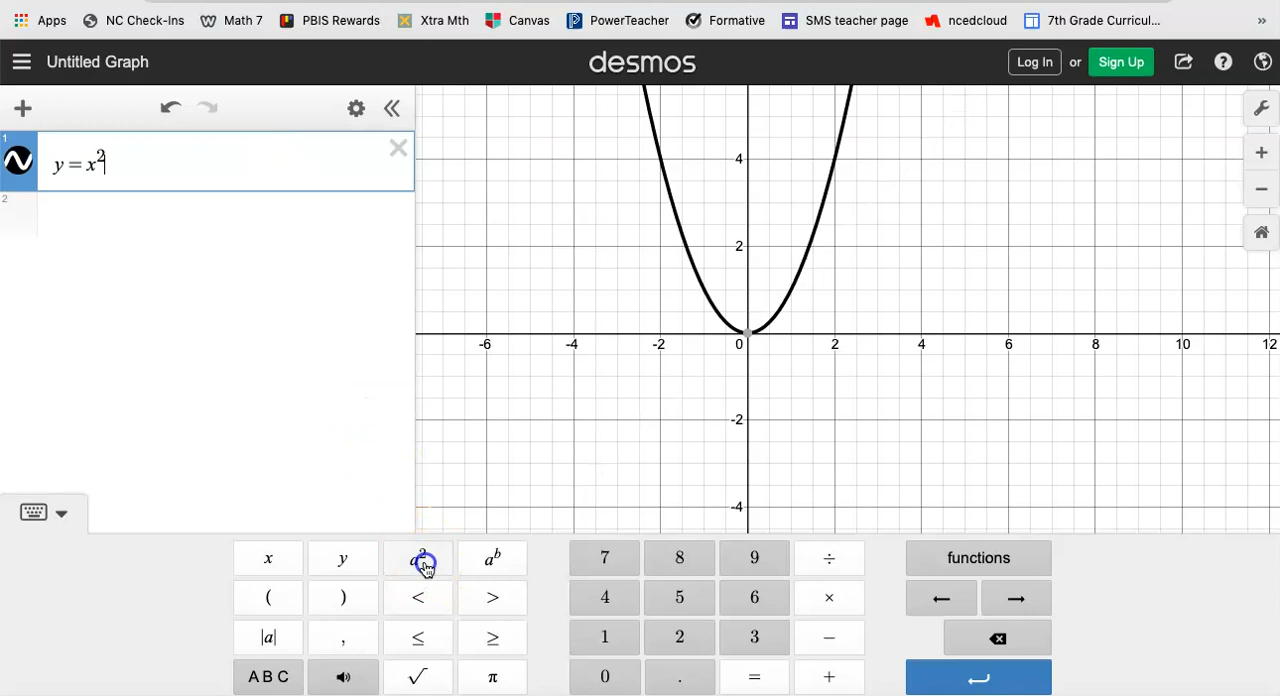 Apps NC Check-Ins Math 7 PBIS Rewards Xtra Mth Canvas PowerTeacher Formative SMS teacher page ncedcloud 7th Grade Curricul... »
Untitled Graph desmos Log In or Sign Up
1
y = x²
2
4
2
-6 -4 -2 0 2 4 6 8 10 12
-2
-4
x y a² aᵇ 7 8 9 ÷ functions
( ) < > 4 5 6 × ← →
|a| , ≤ ≥ 1 2 3 −
A B C √ π 0 . = +